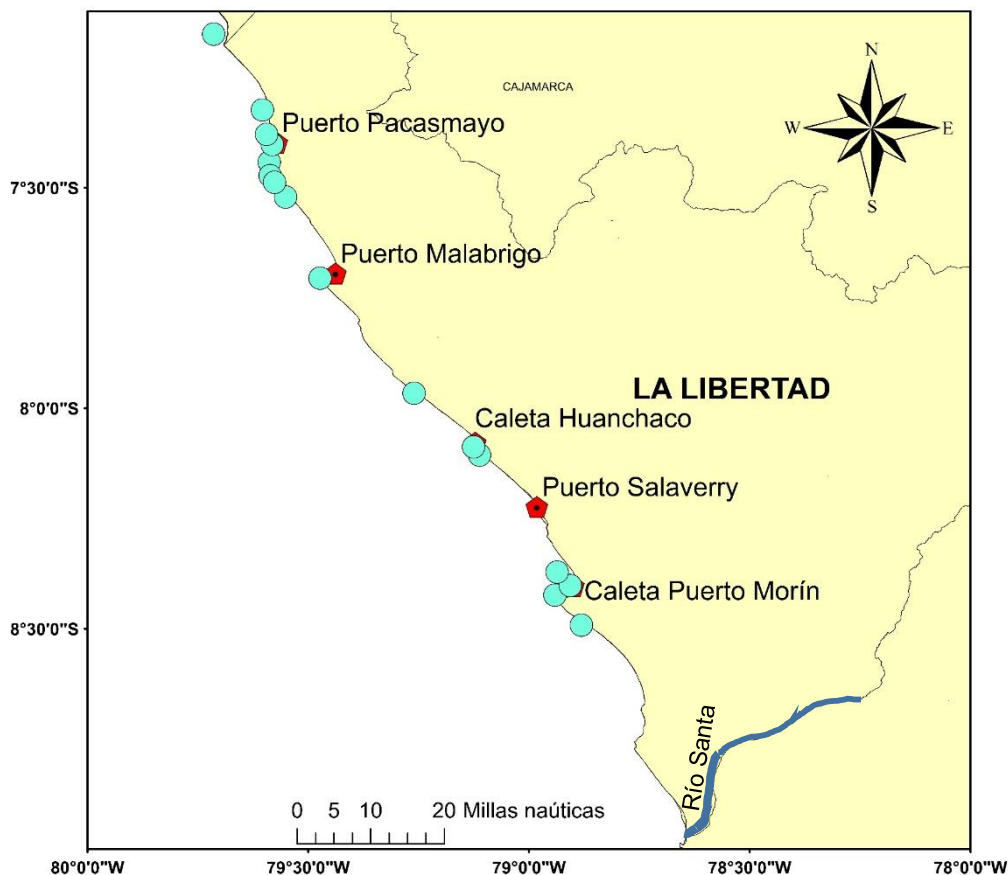 N
CAJAMARCA
W E
S
Puerto Pacasmayo
7°30'0"S
Puerto Malabrigo
LA LIBERTAD
8°0'0"S
Caleta Huanchaco
Puerto Salaverry
Caleta Puerto Morín
8°30'0"S
Río Santa
0 5 10 20 Millas naúticas
80°0'0"W 79°30'0"W 79°0'0"W 78°30'0"W 78°0'0"W